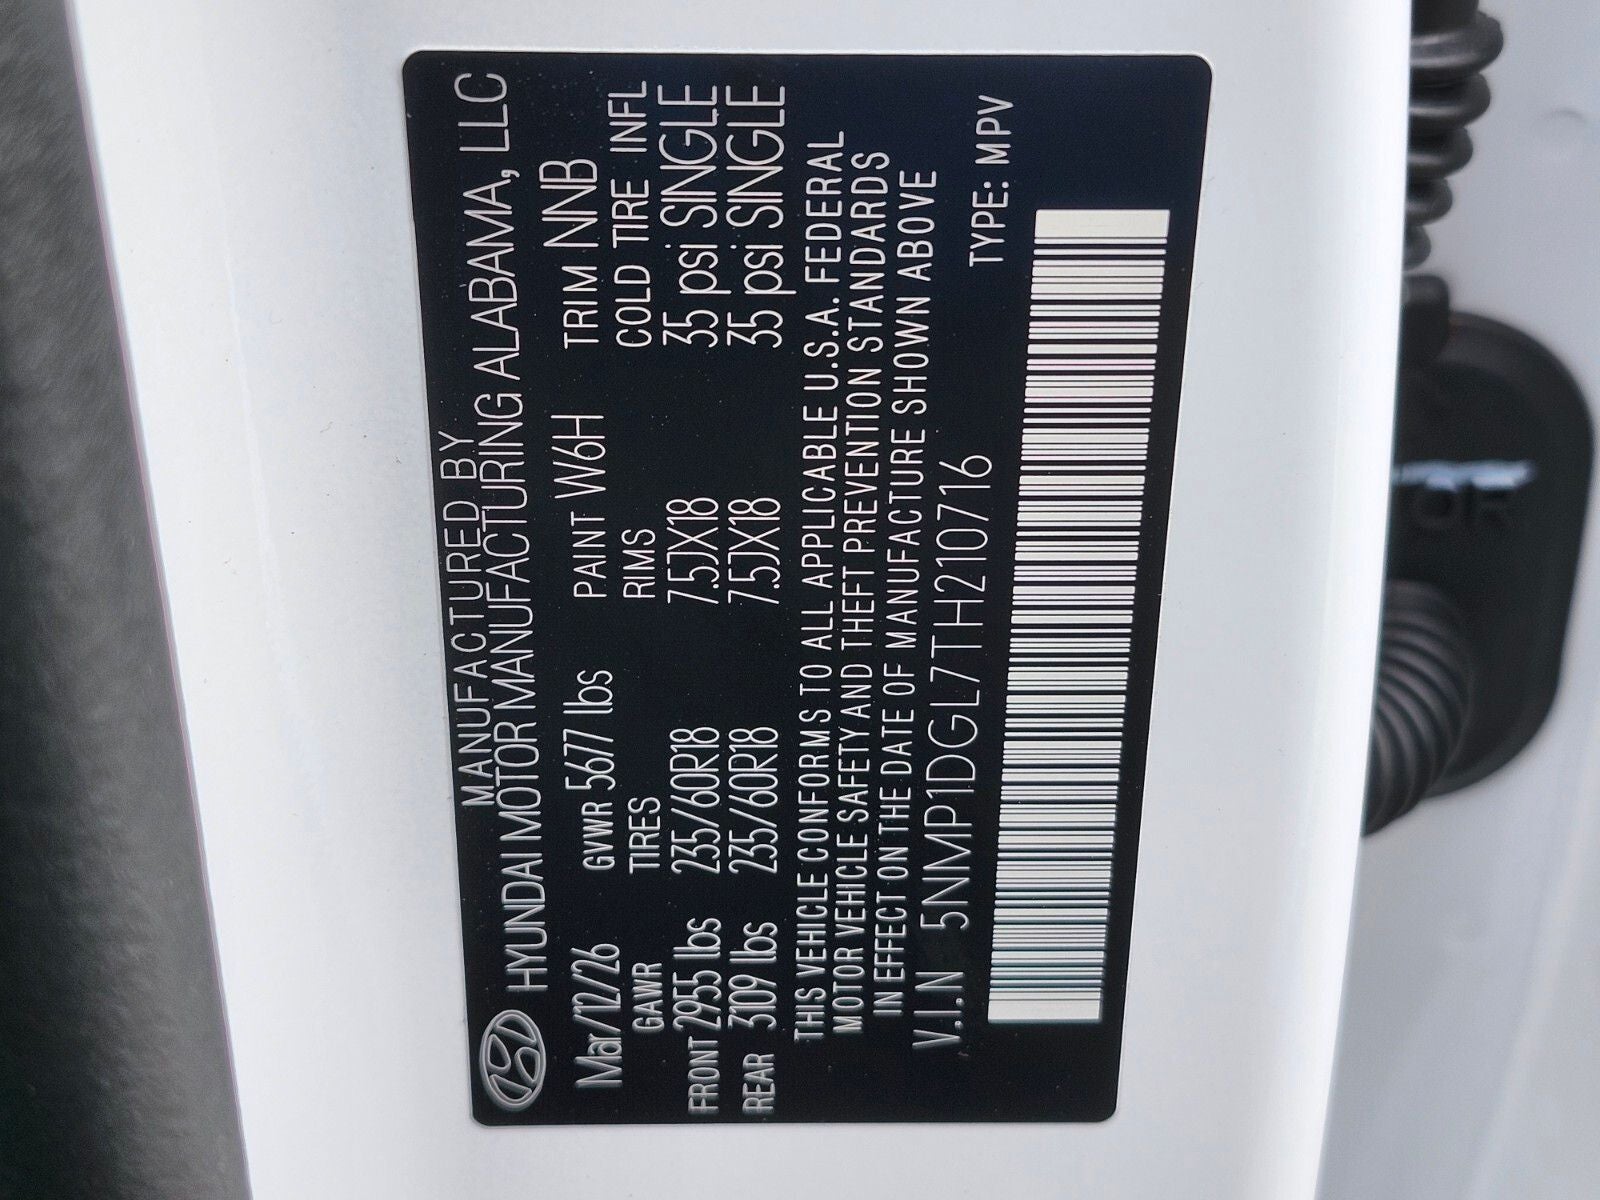 MANUFACTURED BY
HYUNDAI MOTOR MANUFACTURING ALABAMA, LLC
Mar/12/26 GVWR 5677 lbs PAINT W6H TRIM NNB
GAWR TIRES RIMS COLD TIRE INFL
FRONT 2955 lbs 235/60R18 7.5JX18 35 psi SINGLE
REAR 3109 lbs 235/60R18 7.5JX18 35 psi SINGLE
THIS VEHICLE CONFORMS TO ALL APPLICABLE U.S.A. FEDERAL
MOTOR VEHICLE SAFETY AND THEFT PREVENTION STANDARDS
IN EFFECT ON THE DATE OF MANUFACTURE SHOWN ABOVE
V.I.N 5NMP1DGL7TH210716 TYPE: MPV